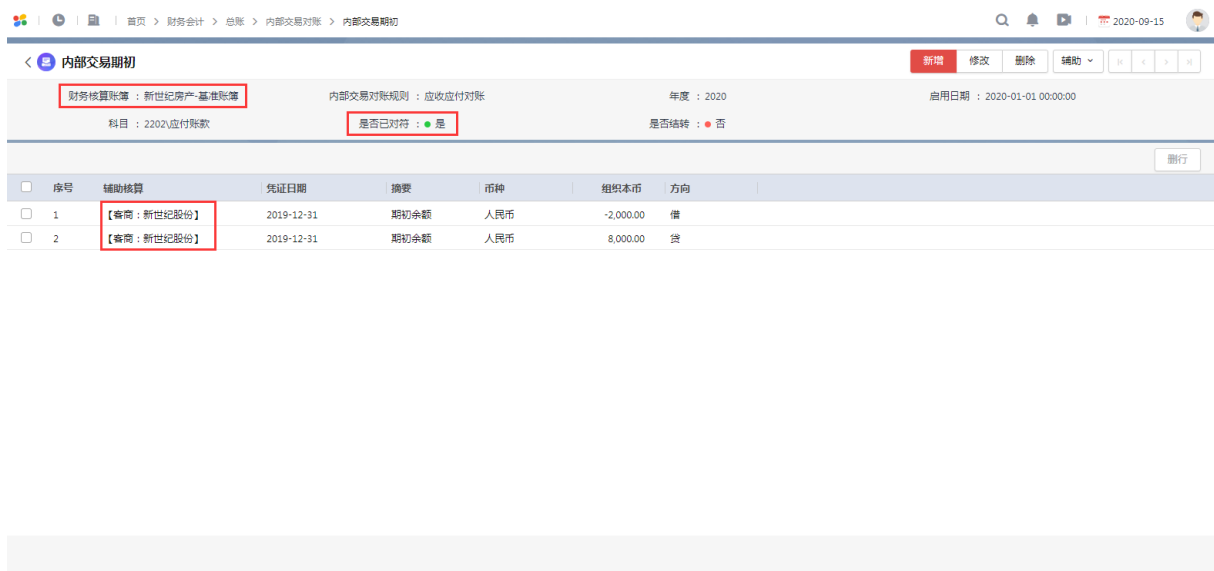 首页 > 财务会计 > 总账 > 内部交易对账 > 内部交易期初 2020-09-15
< 内部交易期初 新增 修改 删除 辅助
财务核算账簿 : 新世纪房产-基准账簿 内部交易对账规则 : 应收应付对账 年度 : 2020 启用日期 : 2020-01-01 00:00:00
科目 : 2202\应付账款 是否已对符 : 是 是否结转 : 否
删行
序号 辅助核算 凭证日期 摘要 币种 组织本币 方向
1 【客商：新世纪股份】 2019-12-31 期初余额 人民币 -2,000.00 借
2 【客商：新世纪股份】 2019-12-31 期初余额 人民币 8,000.00 贷